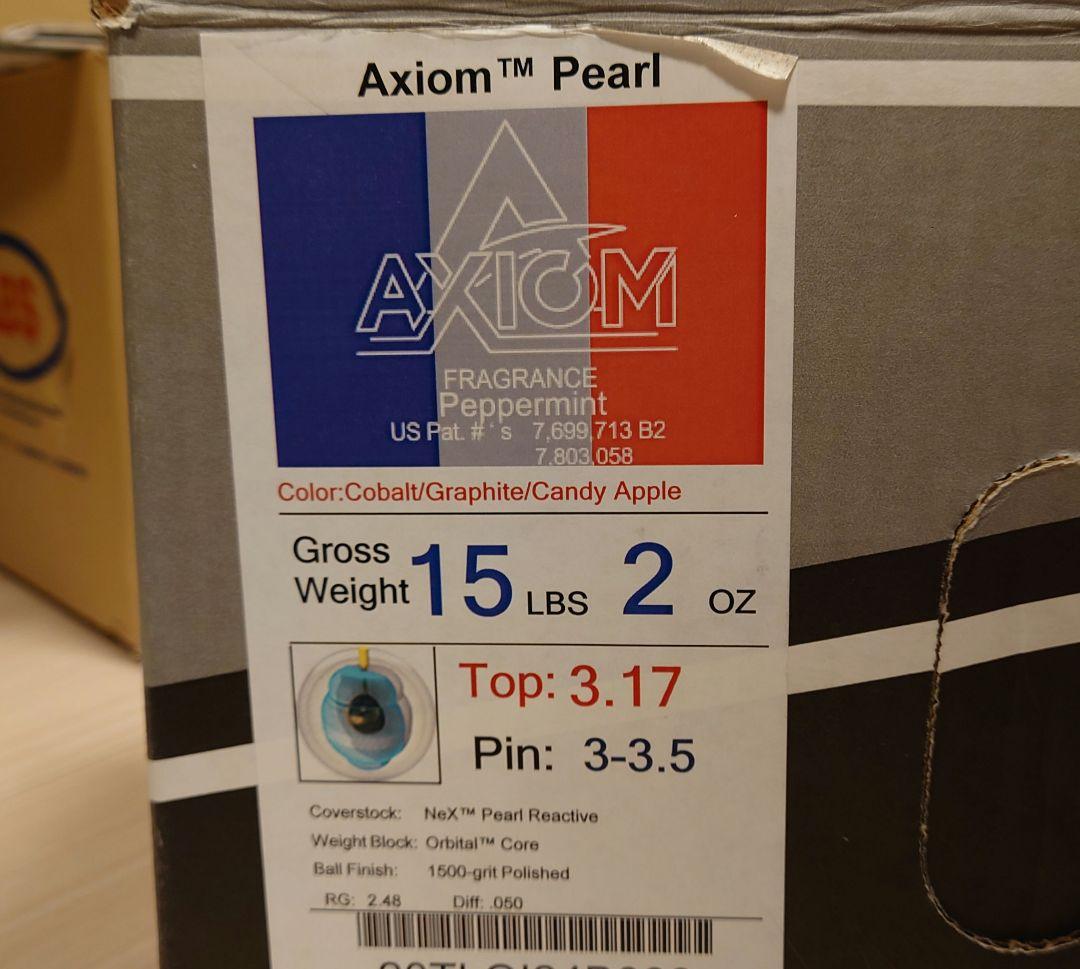 Axiom™ Pearl
AXIOM
FRAGRANCE
Peppermint
US Pat. #`s 7,699,713 B2
7,803,058
Color:Cobalt/Graphite/Candy Apple
Gross Weight 15 LBS 2 OZ
Top: 3.17
Pin: 3-3.5
Coverstock: NeX™ Pearl Reactive
Weight Block: Orbital™ Core
Ball Finish: 1500-grit Polished
RG: 2.48 Diff: .050